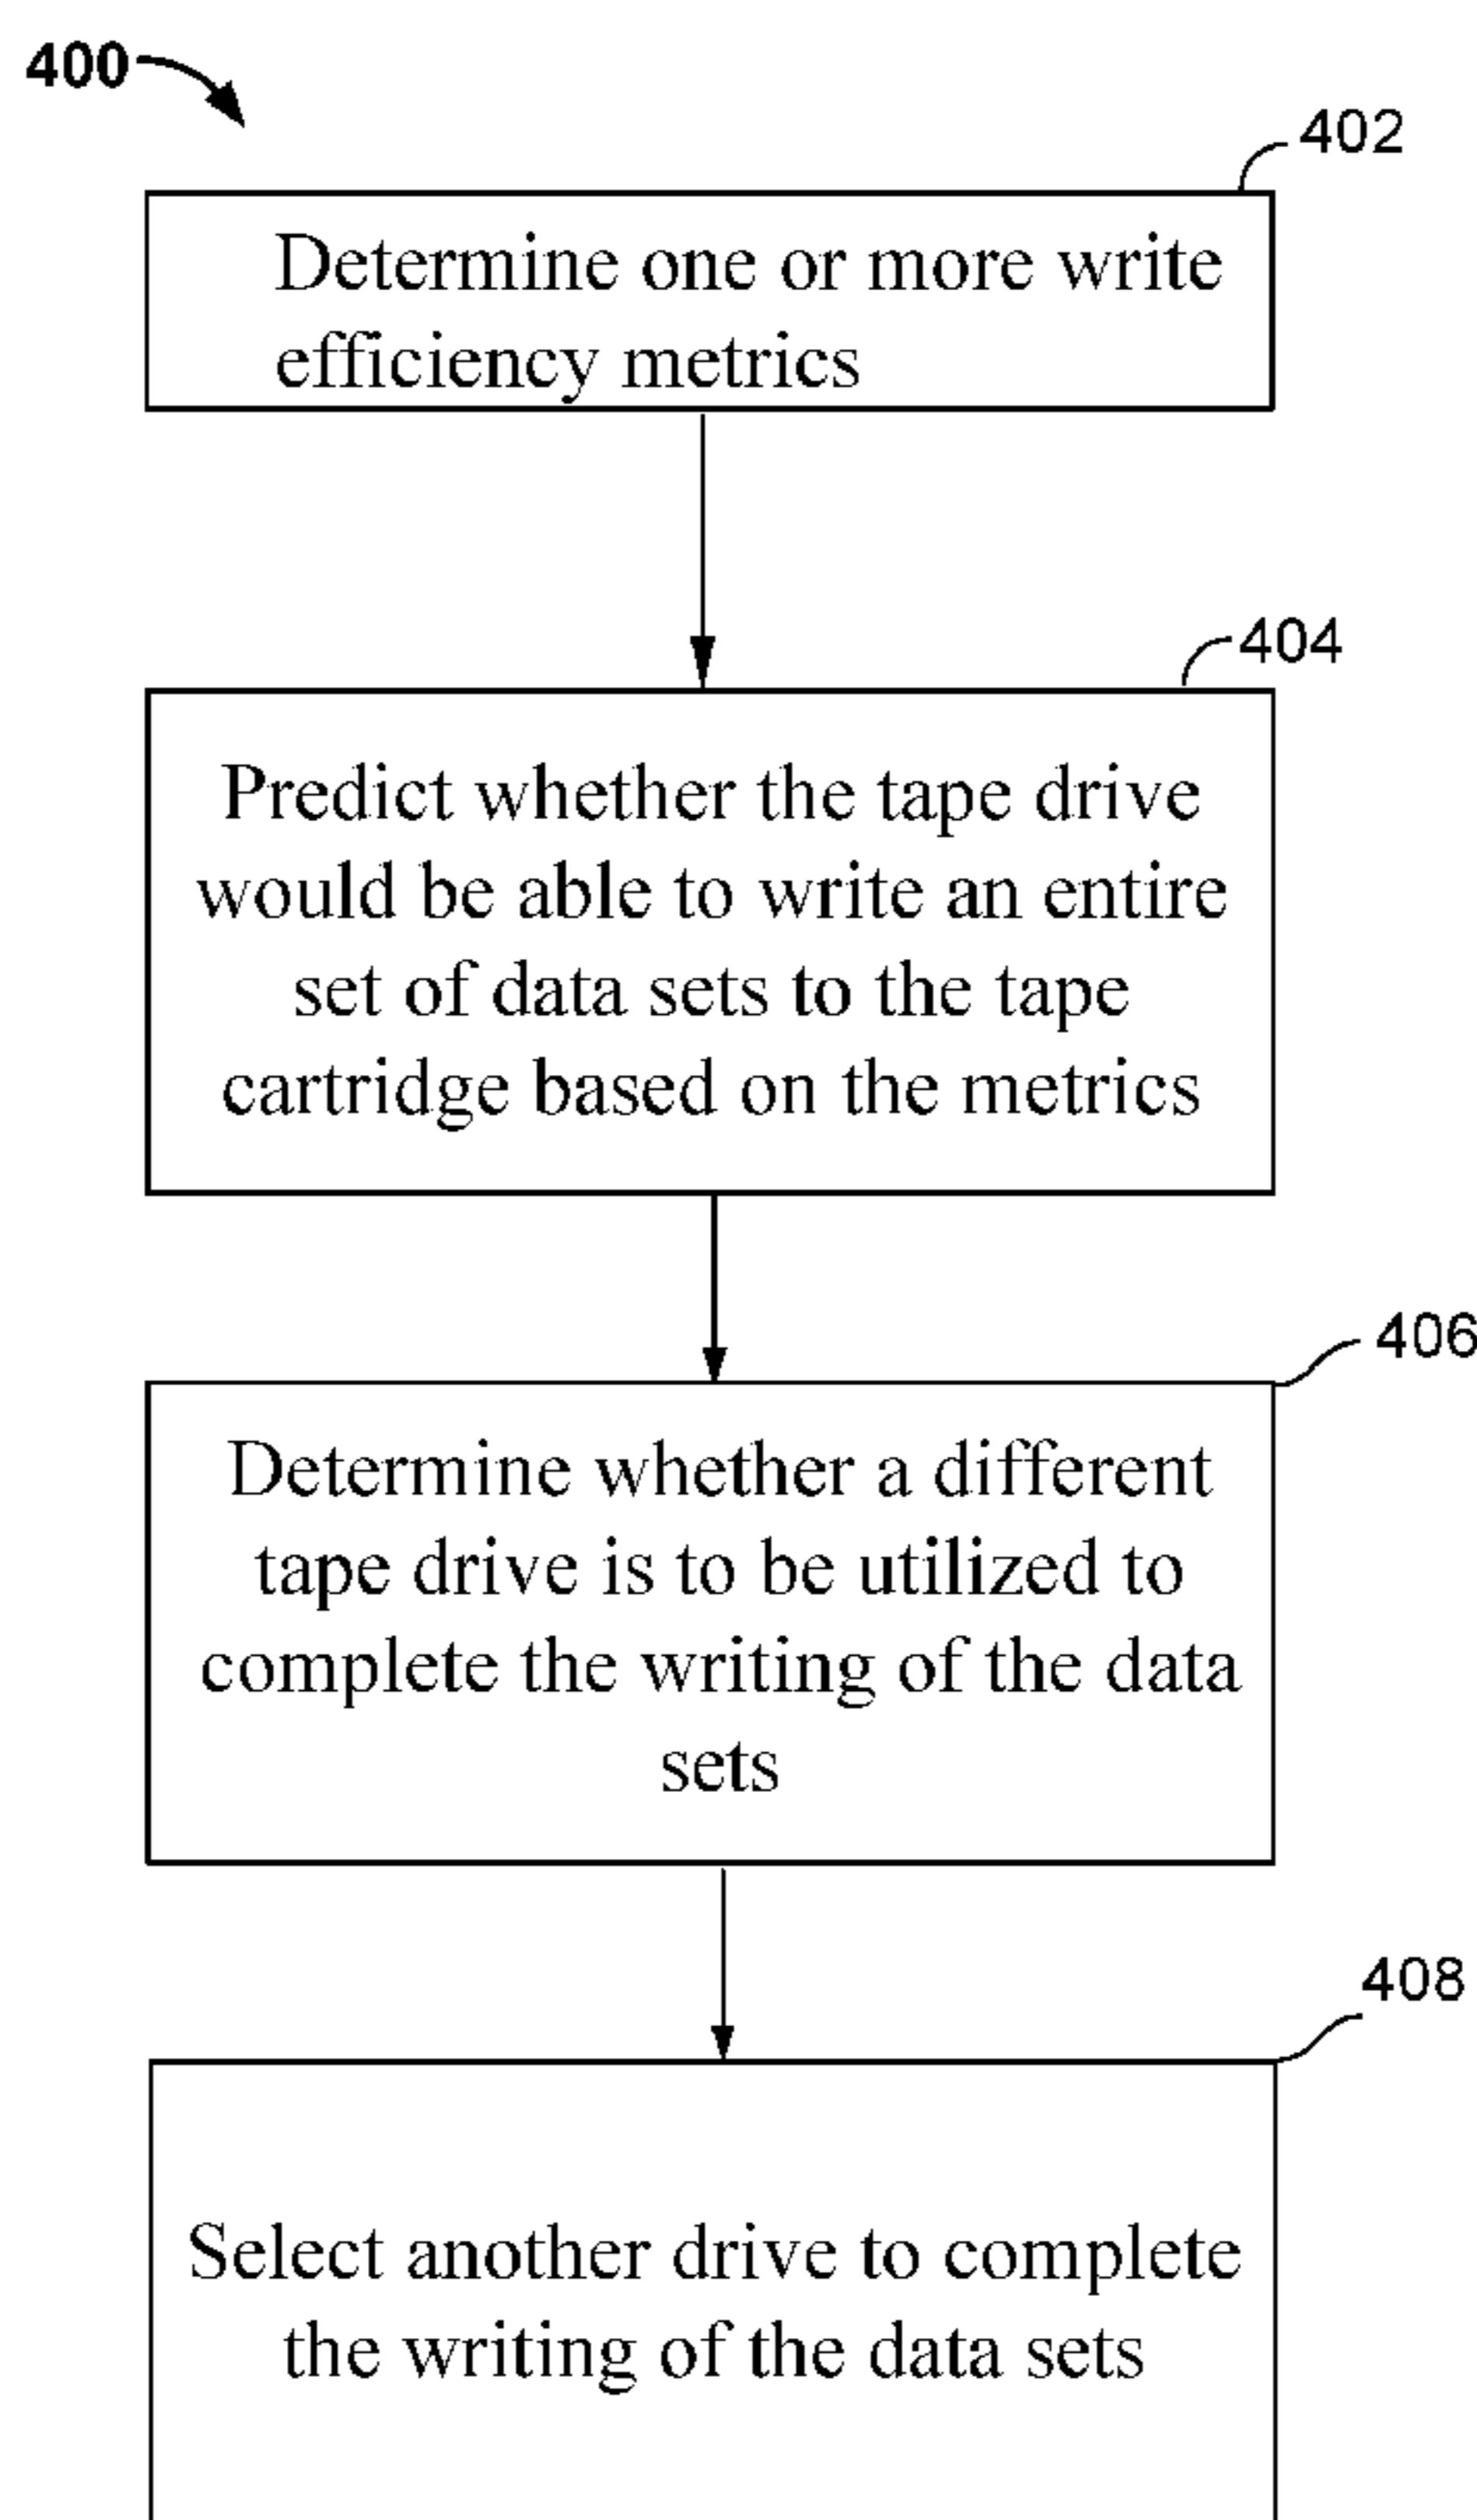 400
402
Determine one or more write
efficiency metrics
404
Predict whether the tape drive
would be able to write an entire
set of data sets to the tape
cartridge based on the metrics
406
Determine whether a different
tape drive is to be utilized to
complete the writing of the data
sets
408
Select another drive to complete
the writing of the data sets